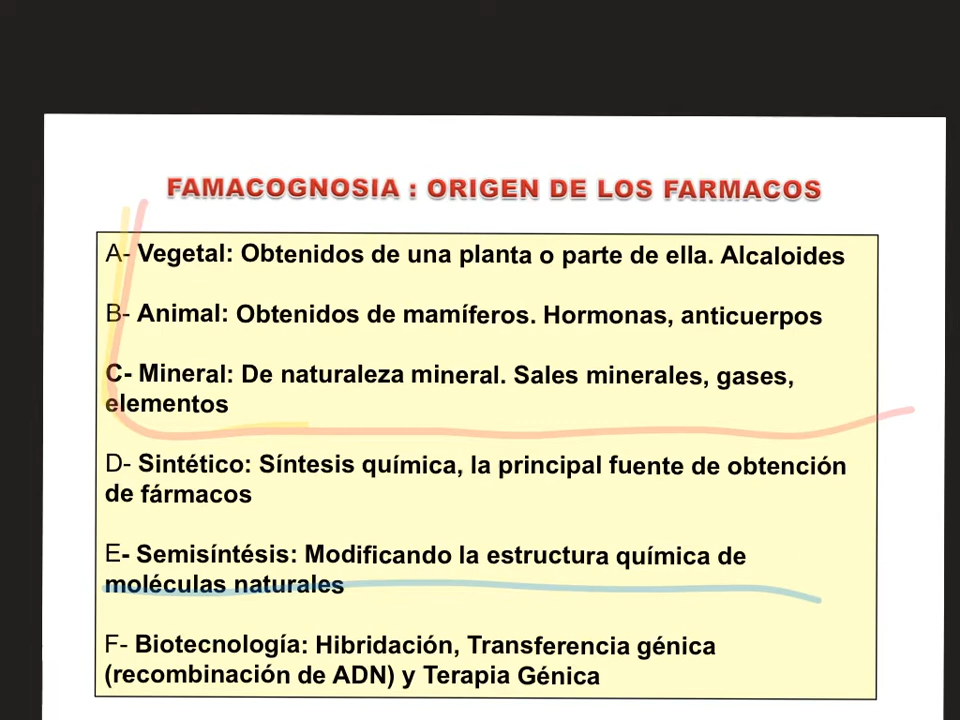 FAMACOGNOSIA : ORIGEN DE LOS FARMACOS
A- Vegetal: Obtenidos de una planta o parte de ella. Alcaloides
B- Animal: Obtenidos de mamíferos. Hormonas, anticuerpos
C- Mineral: De naturaleza mineral. Sales minerales, gases,
elementos
D- Sintético: Síntesis química, la principal fuente de obtención
de fármacos
E- Semisíntésis: Modificando la estructura química de
moléculas naturales
F- Biotecnología: Hibridación, Transferencia génica
(recombinación de ADN) y Terapia Génica